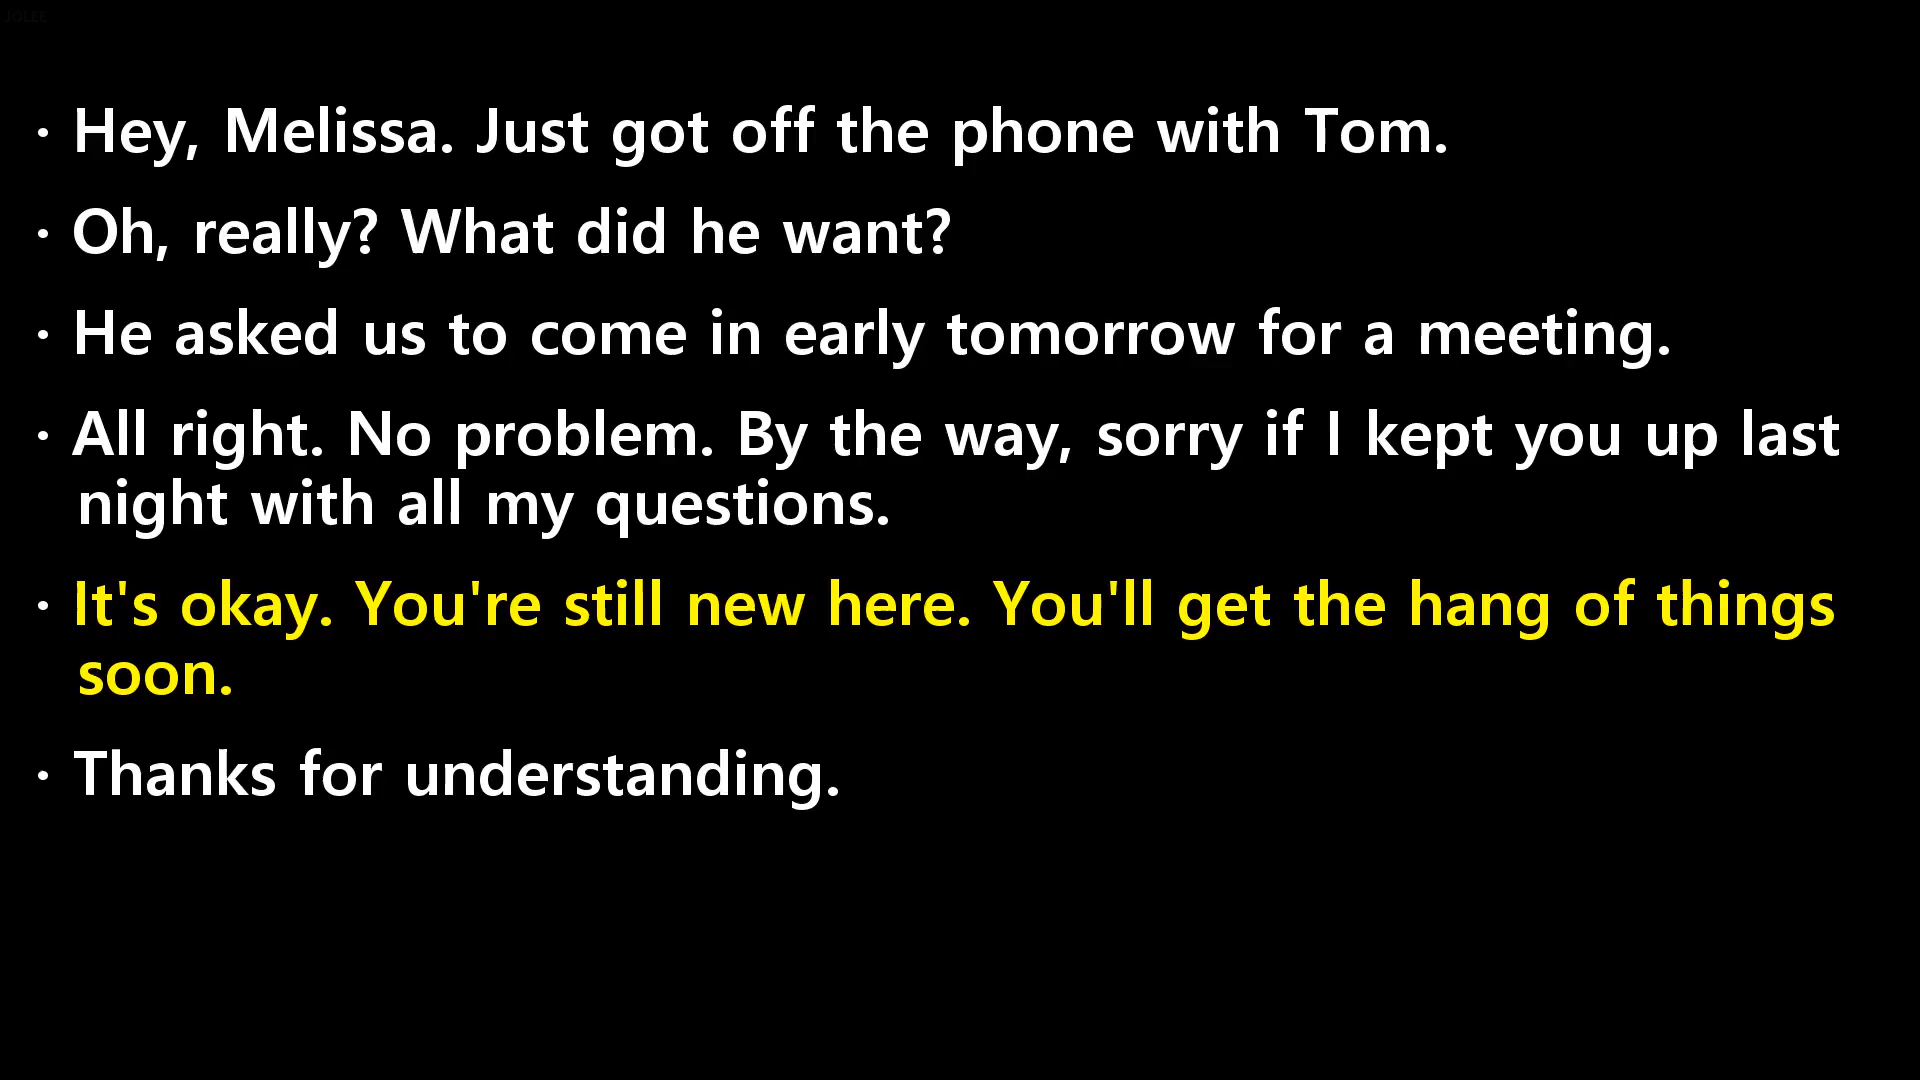 JOLEE
· Hey, Melissa. Just got off the phone with Tom.
· Oh, really? What did he want?
· He asked us to come in early tomorrow for a meeting.
· All right. No problem. By the way, sorry if I kept you up last
night with all my questions.
· It's okay. You're still new here. You'll get the hang of things
soon.
· Thanks for understanding.